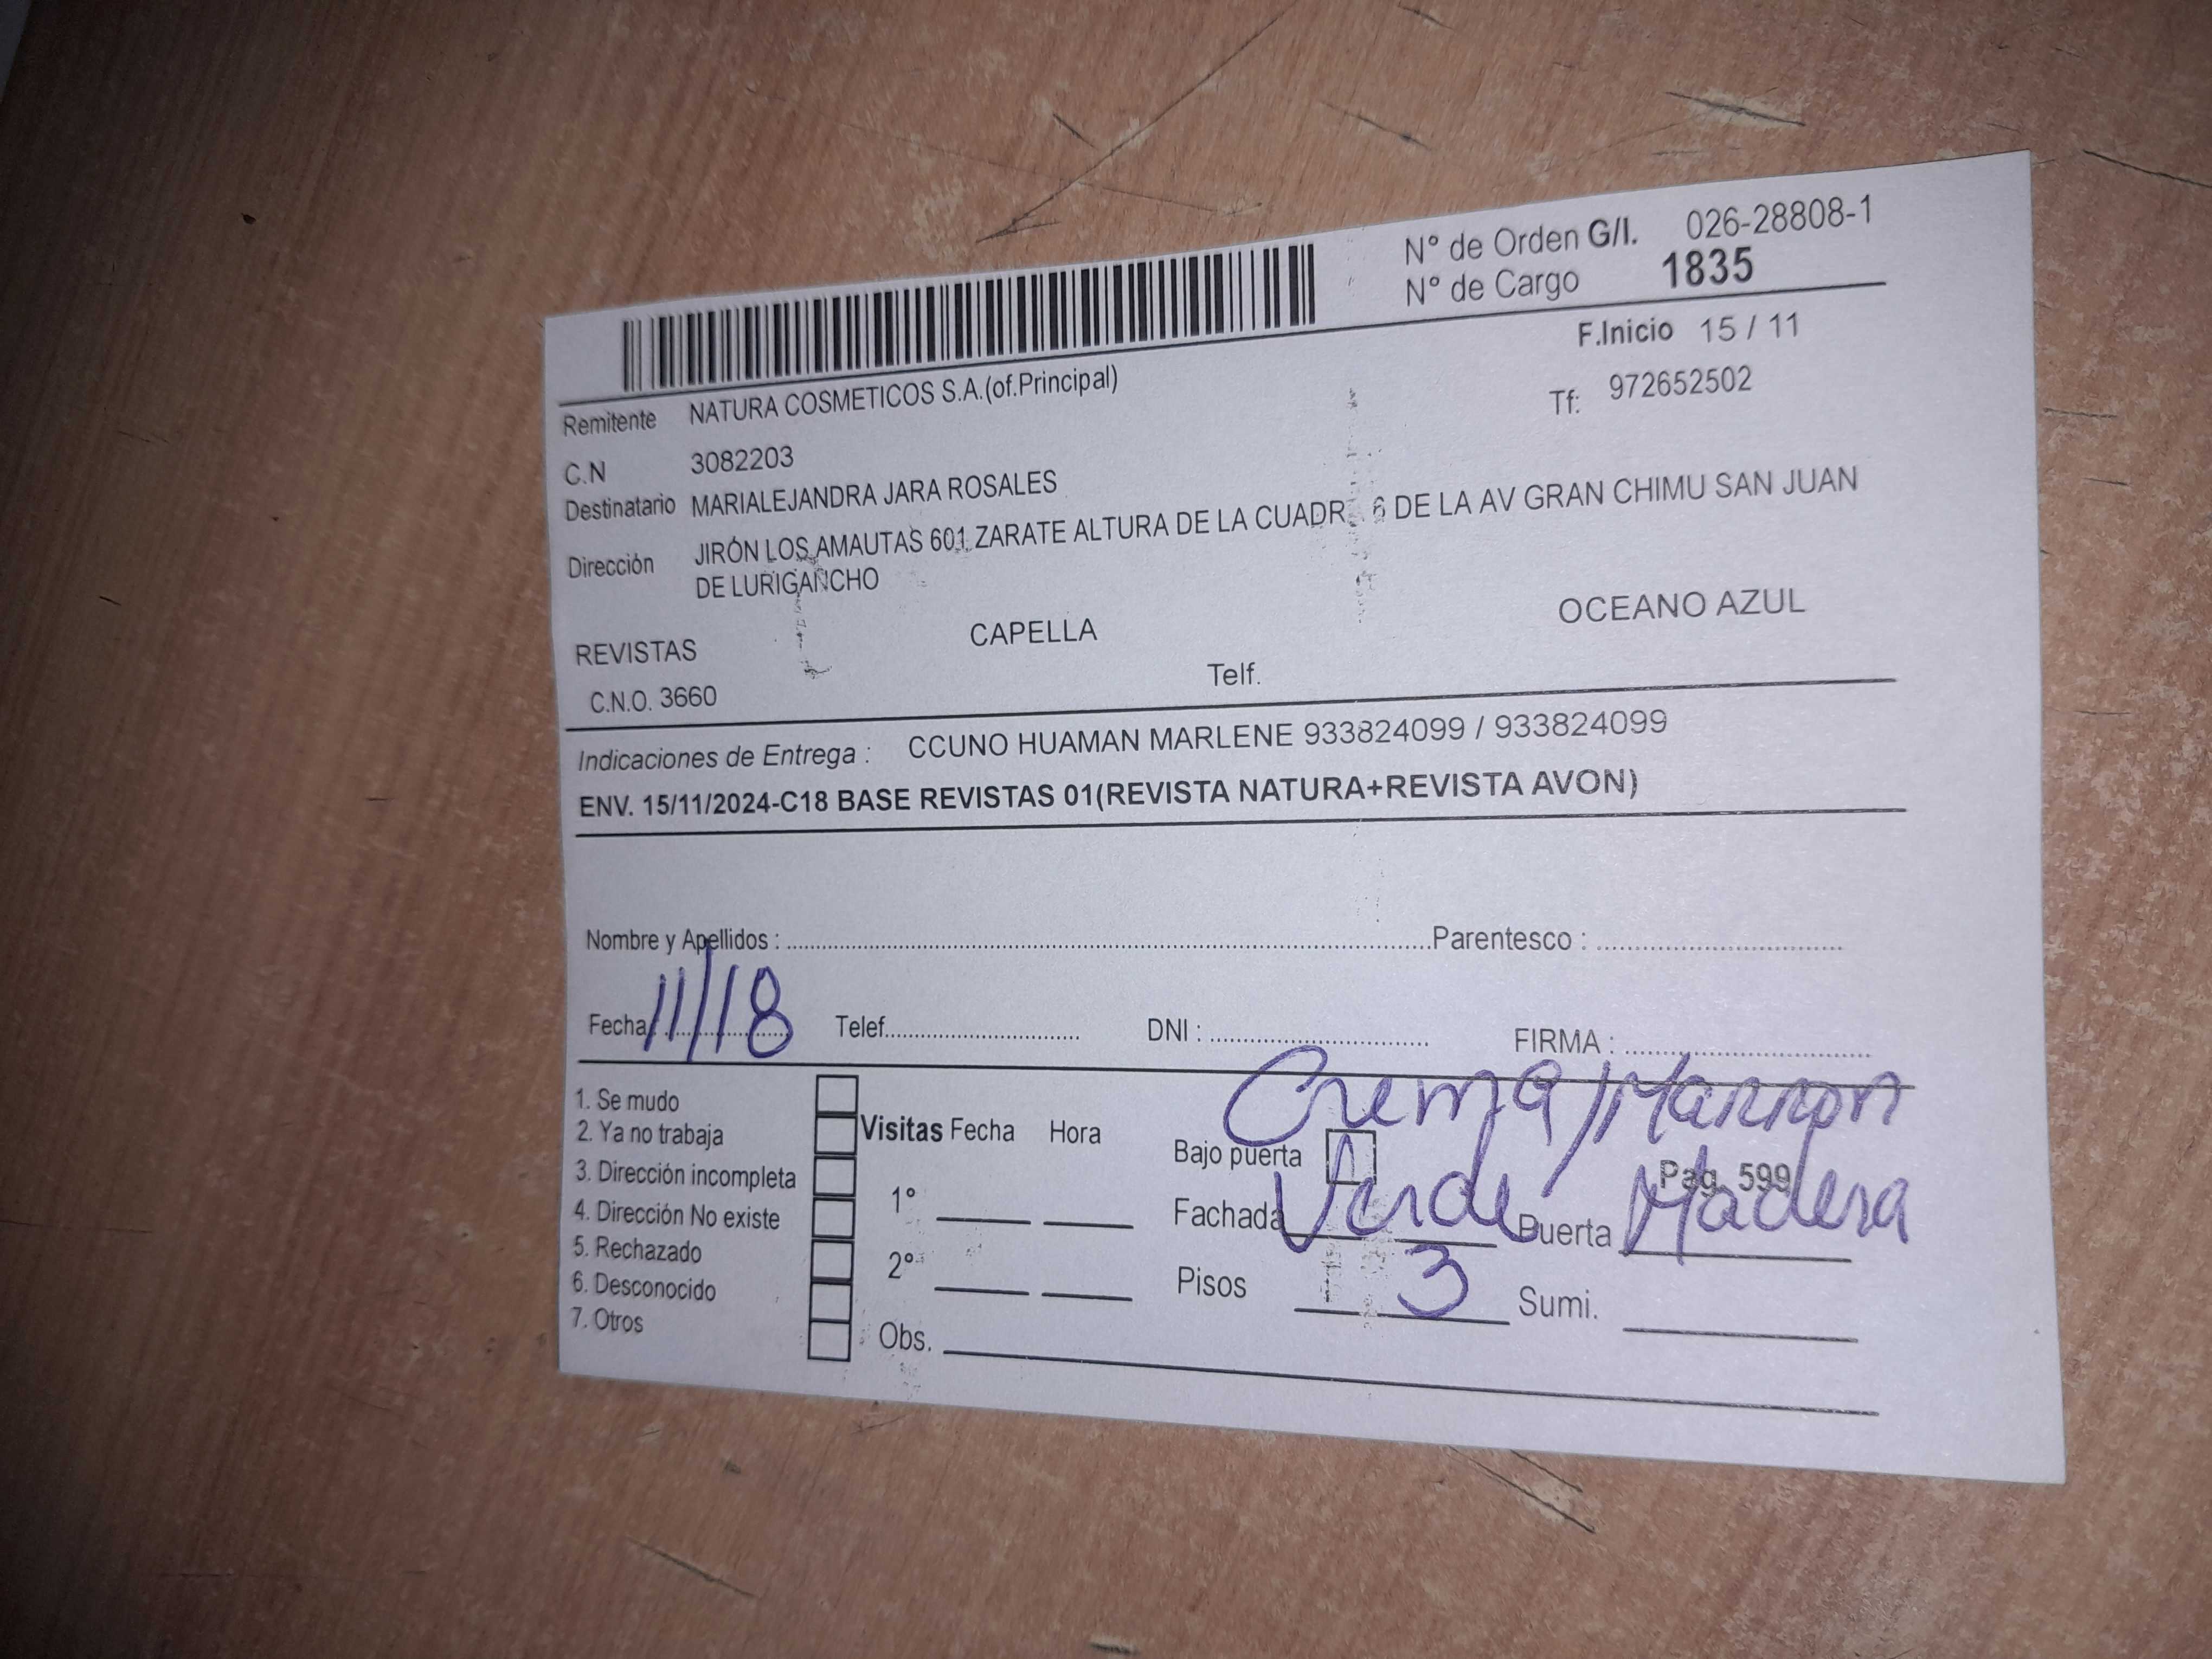 N° de Orden G/I. 026-28808-1
N° de Cargo 1835
F.Inicio 15 / 11
Remitente NATURA COSMETICOS S.A.(of.Principal)
Tf: 972652502
C.N 3082203
Destinatario MARIALEJANDRA JARA ROSALES
Dirección JIRÓN LOS AMAUTAS 601 ZARATE ALTURA DE LA CUADR 6 DE LA AV GRAN CHIMU SAN JUAN
DE LURIGANCHO
REVISTAS CAPELLA OCEANO AZUL
C.N.O. 3660 Telf.
Indicaciones de Entrega : CCUNO HUAMAN MARLENE 933824099 / 933824099
ENV. 15/11/2024-C18 BASE REVISTAS 01(REVISTA NATURA+REVISTA AVON)
Nombre y Apellidos : Parentesco :
Fecha 11/18 Telef. DNI : FIRMA :
Crema/Marron
1. Se mudo
2. Ya no trabaja
3. Dirección incompleta
4. Dirección No existe
5. Rechazado
6. Desconocido
7. Otros
Visitas Fecha Hora
1°
2°
Obs.
Bajo puerta Pag. 599
Fachada Verde Puerta Madera
Pisos 3 Sumi.